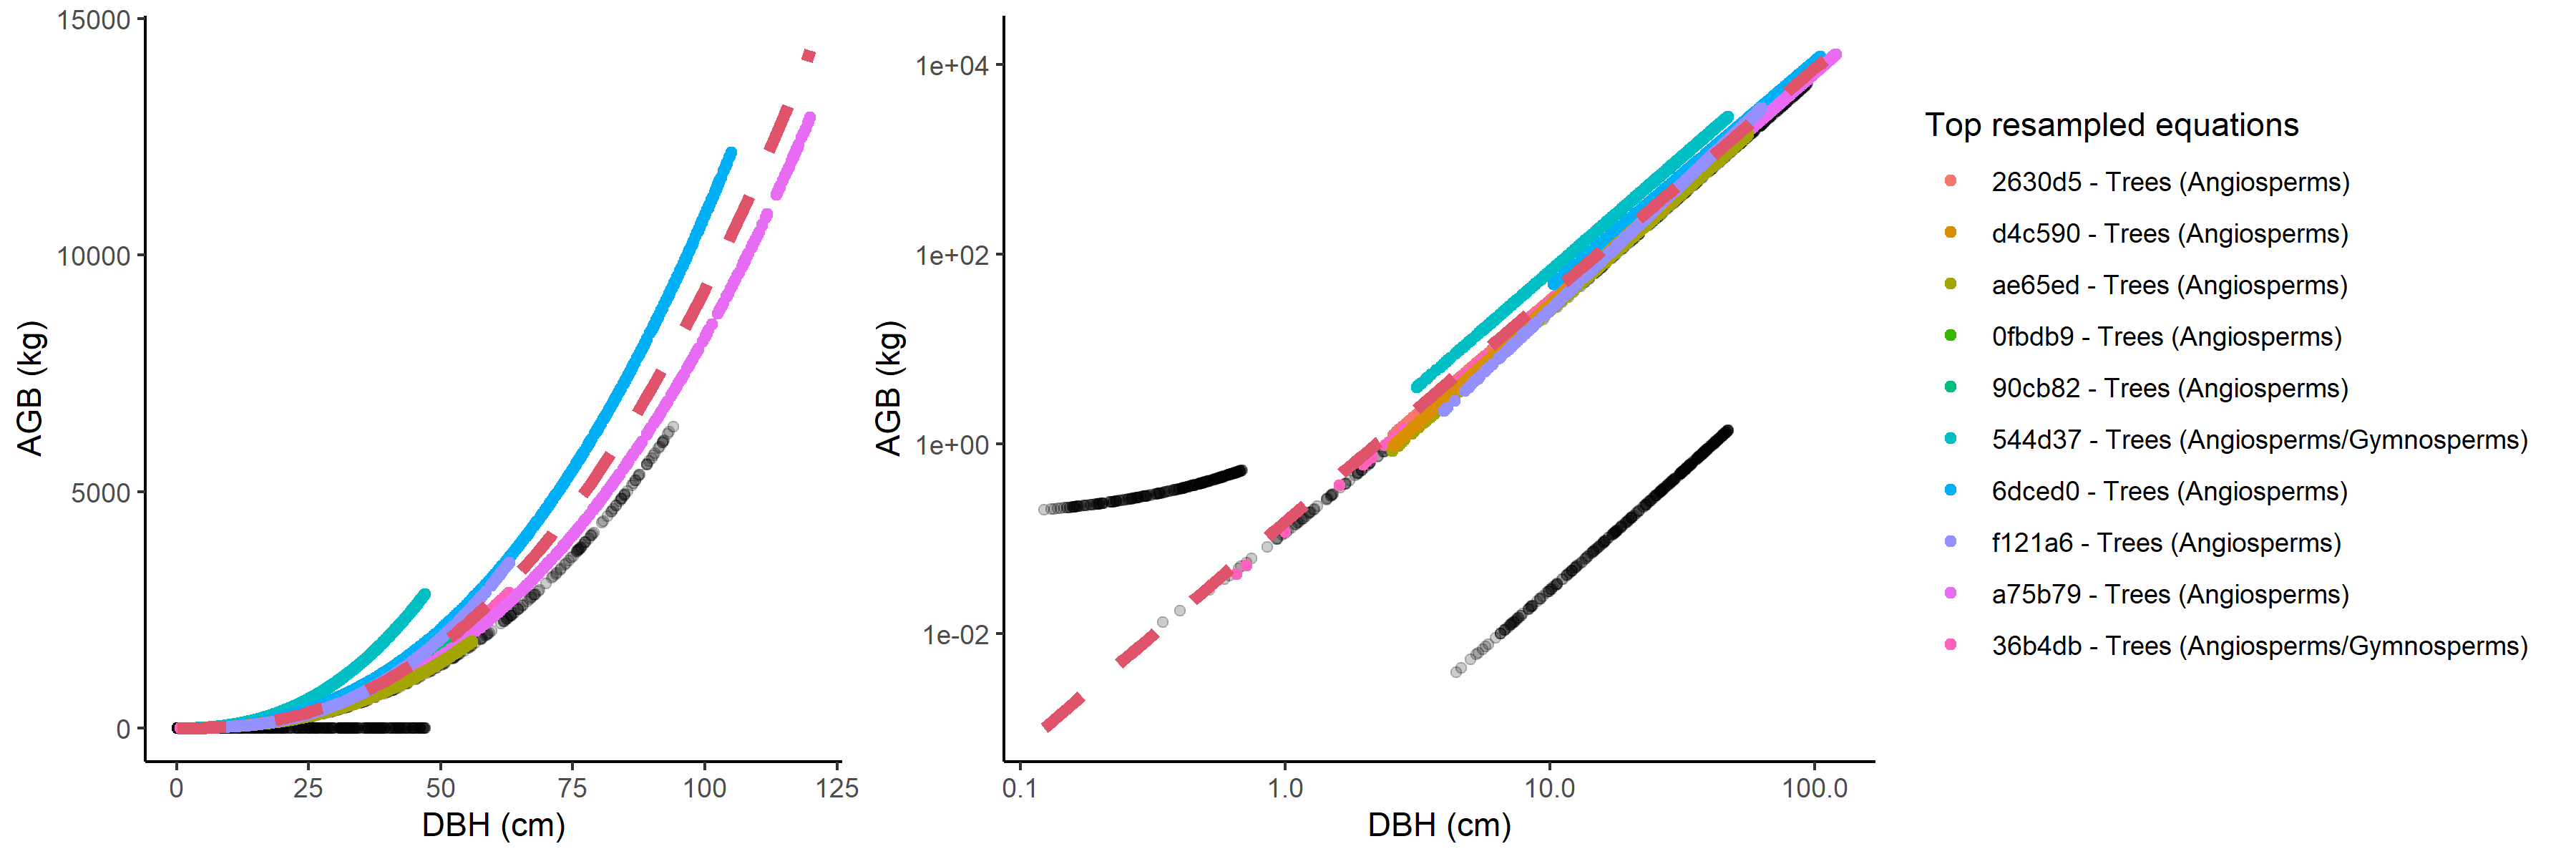 15000
10000
5000
0
AGB (kg)
0 25 50 75 100 125
DBH (cm)
1e+04
1e+02
1e+00
1e-02
AGB (kg)
0.1 1.0 10.0 100.0
DBH (cm)
Top resampled equations
2630d5 - Trees (Angiosperms)
d4c590 - Trees (Angiosperms)
ae65ed - Trees (Angiosperms)
0fbdb9 - Trees (Angiosperms)
90cb82 - Trees (Angiosperms)
544d37 - Trees (Angiosperms/Gymnosperms)
6dced0 - Trees (Angiosperms)
f121a6 - Trees (Angiosperms)
a75b79 - Trees (Angiosperms)
36b4db - Trees (Angiosperms/Gymnosperms)